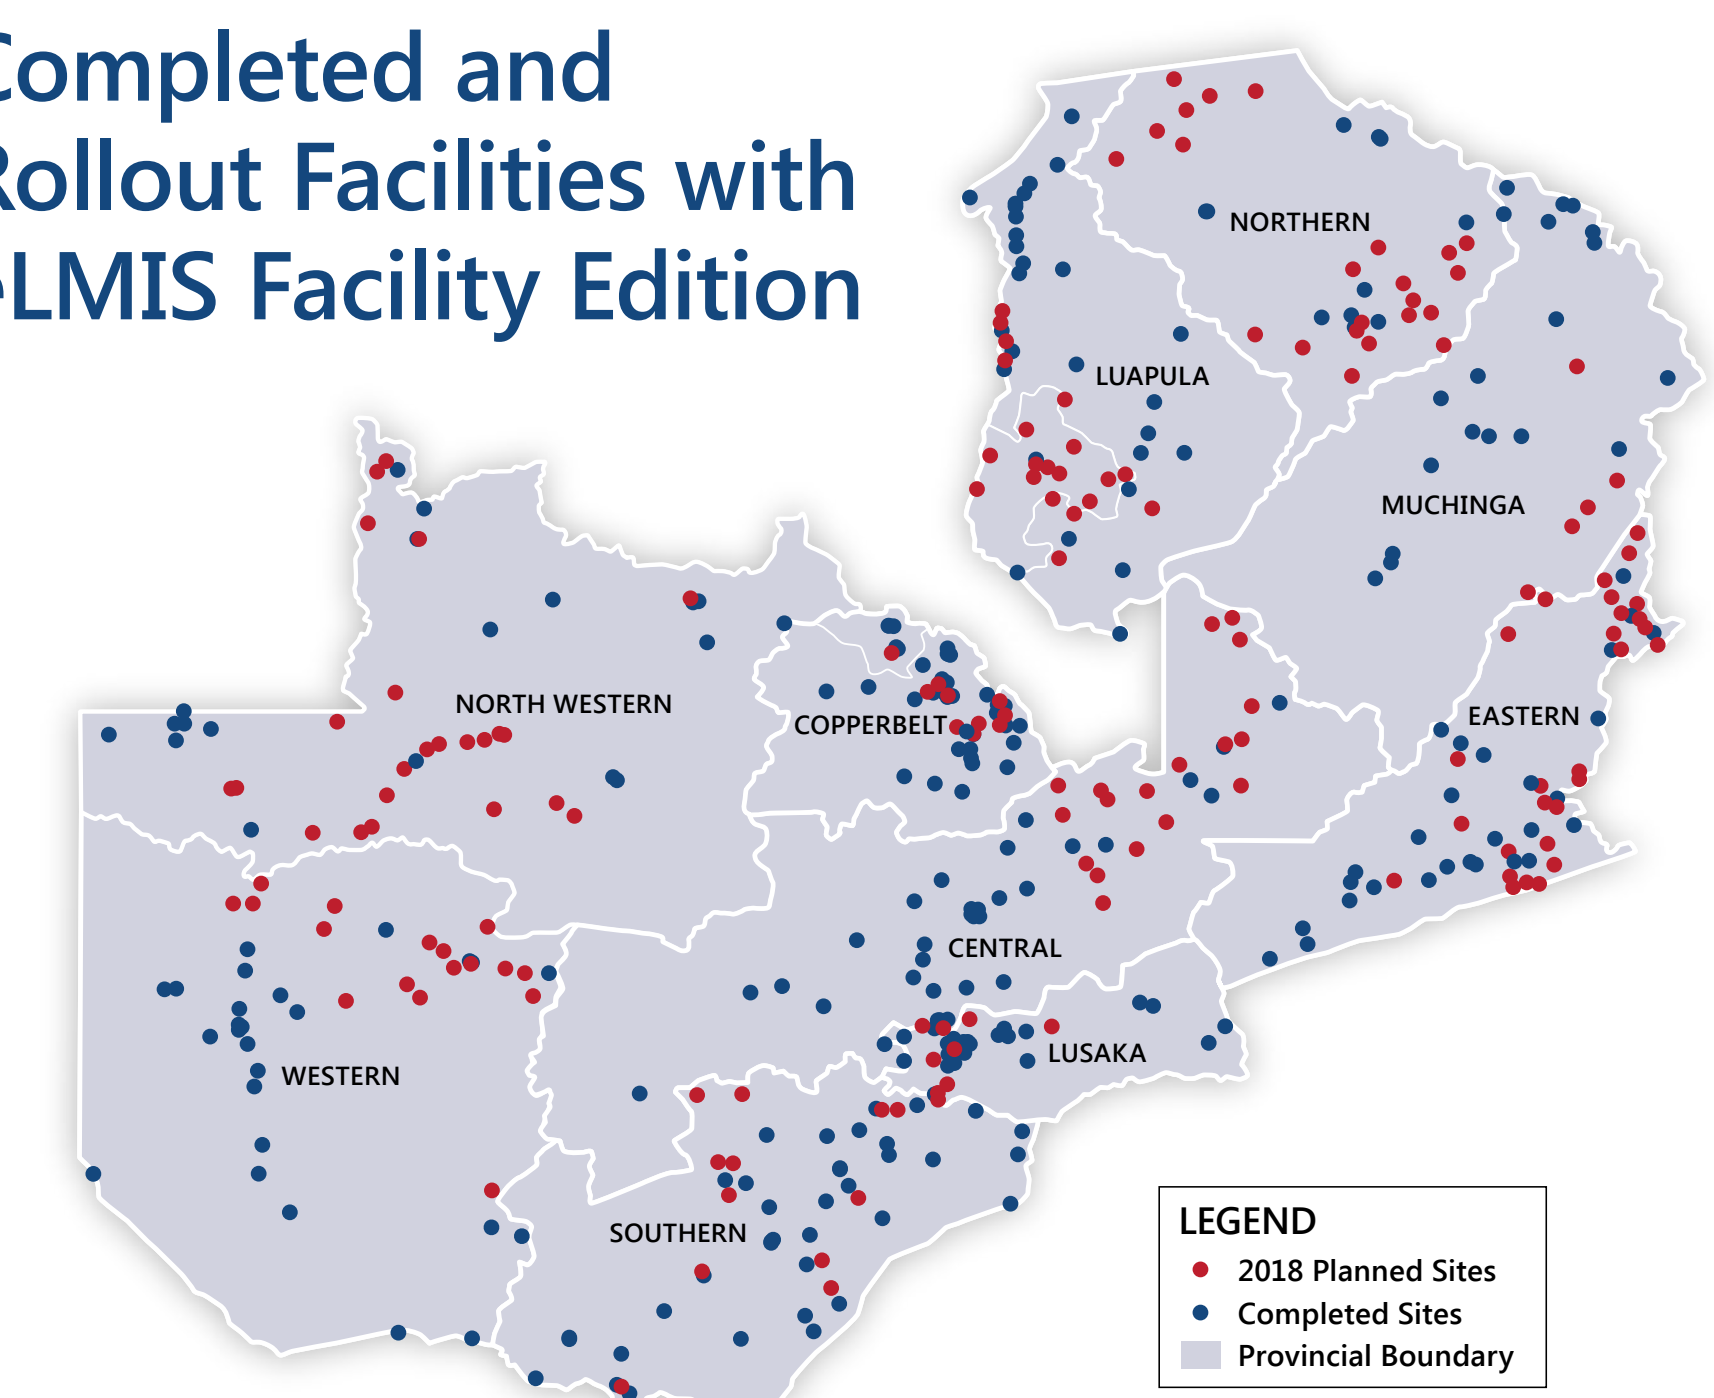 Completed and
Rollout Facilities with
eLMIS Facility Edition
NORTHERN
LUAPULA
MUCHINGA
NORTH WESTERN
COPPERBELT
EASTERN
CENTRAL
LUSAKA
WESTERN
SOUTHERN
LEGEND
2018 Planned Sites
Completed Sites
Provincial Boundary